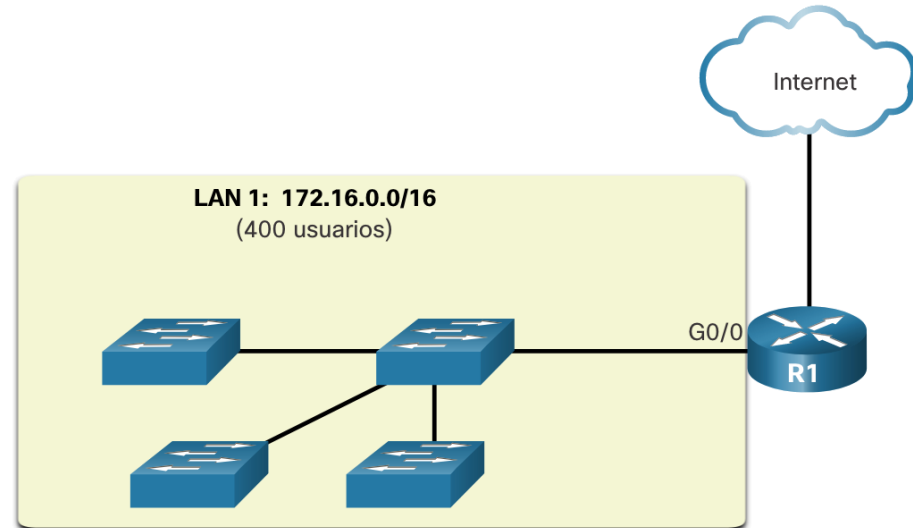 Internet
LAN 1: 172.16.0.0/16
(400 usuarios)
G0/0
R1